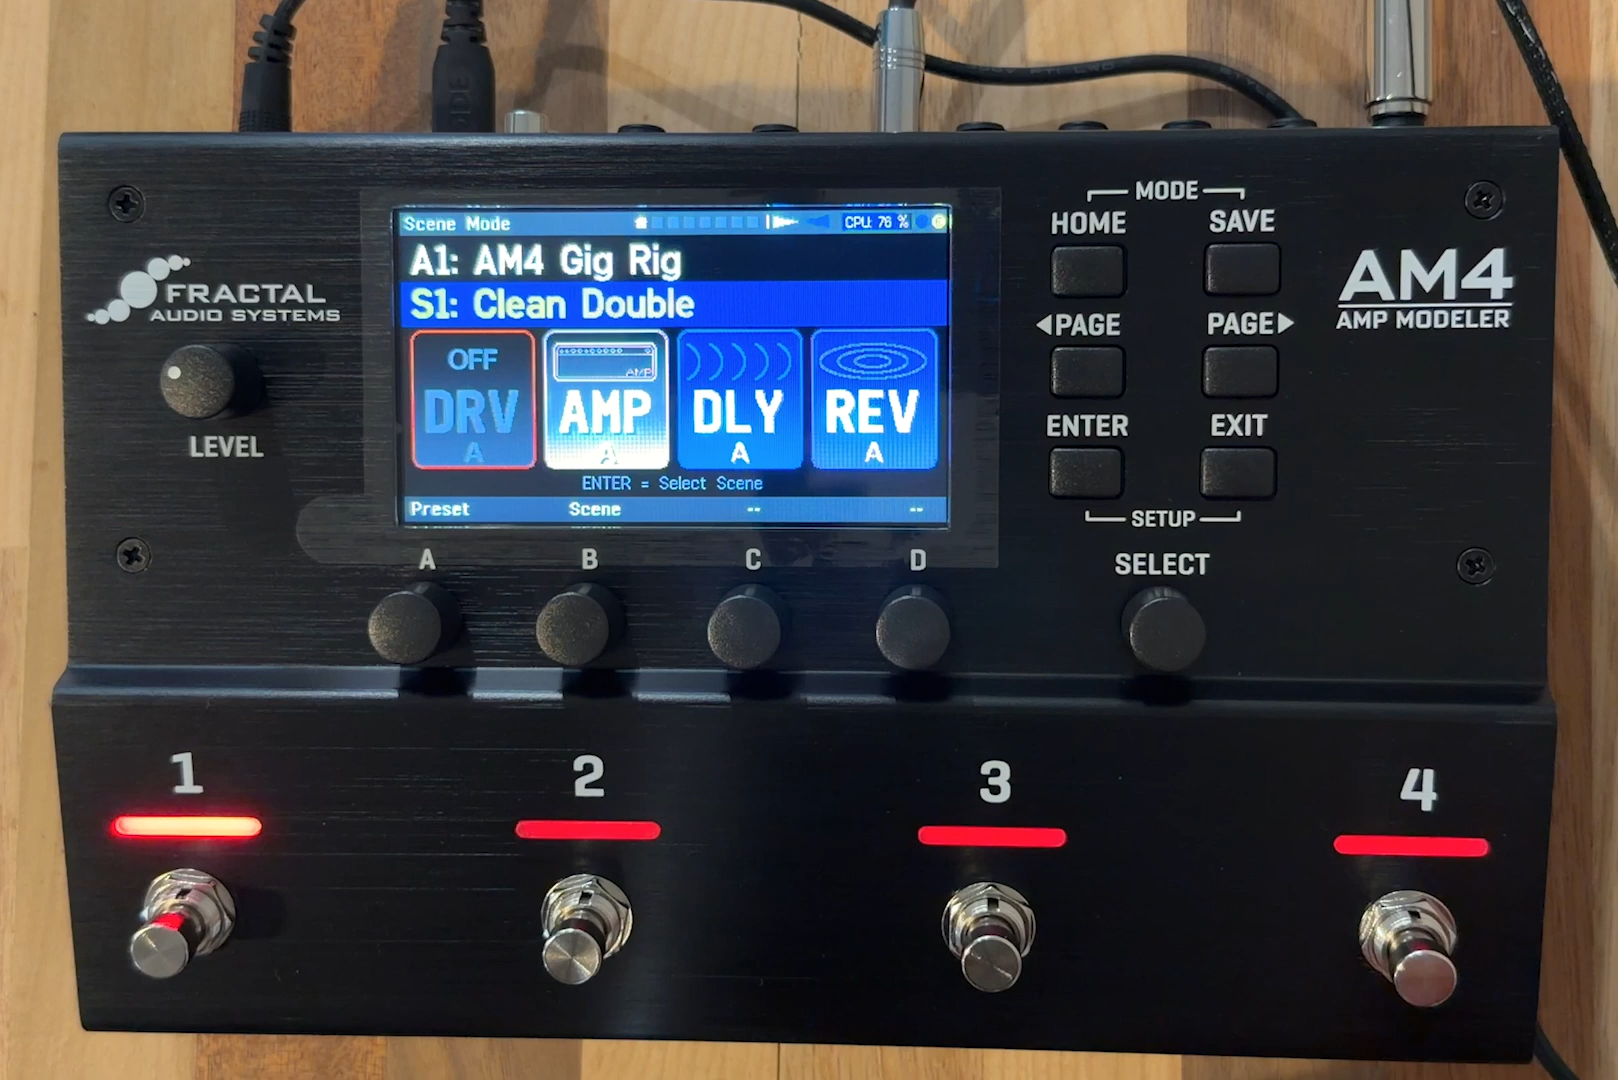 MODE
HOME
SAVE
Scene Mode
CPU: 76 %
A1: AM4 Gig Rig
S1: Clean Double
FRACTAL
AUDIO SYSTEMS
AM4
AMP MODELER
PAGE
PAGE
OFF
DRV
A
AMP
AMP
A
DLY
A
REV
A
LEVEL
ENTER
EXIT
ENTER = Select Scene
Preset
Scene
--
--
SETUP
A
B
C
D
SELECT
1
2
3
4